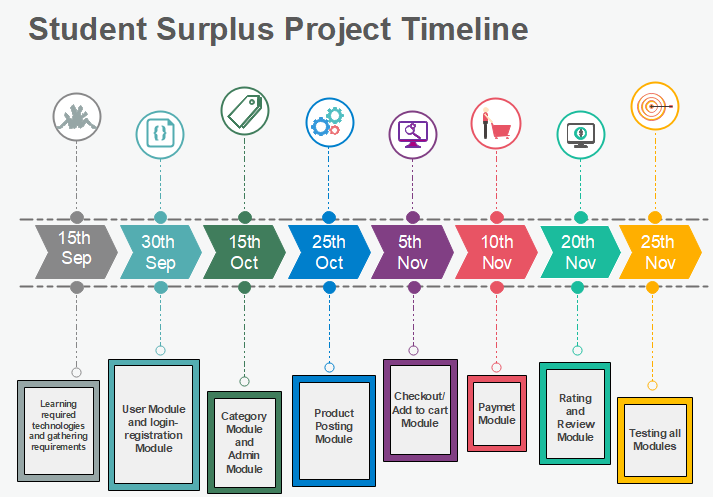 Student Surplus Project Timeline
15th
Sep
30th
Sep
15th
Oct
25th
Oct
5th
Nov
10th
Nov
20th
Nov
25th
Nov
Learning
required
technologies
and gathering
requirements
User Module
and login-
registration
Module
Category
Module
and
Admin
Module
Product
Posting
Module
Checkout/
Add to cart
Module
Paymet
Module
Rating
and
Review
Module
Testing all
Modules